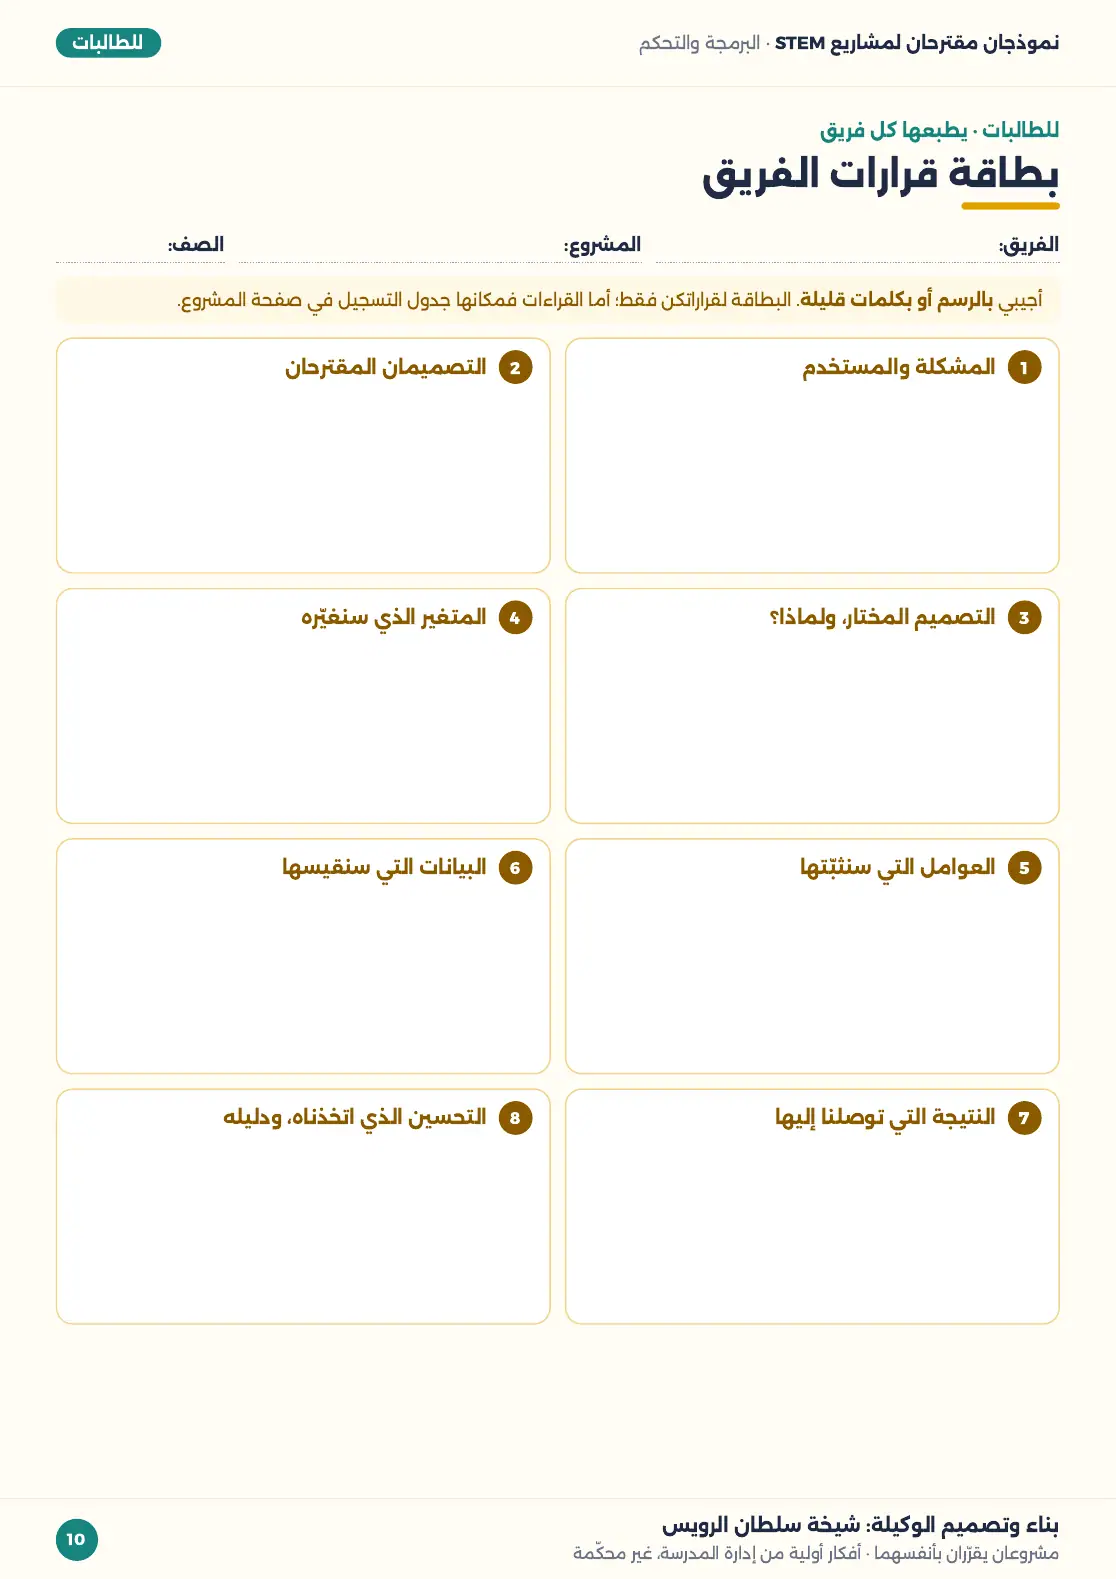 نموذجان مقترحان لمشاريع STEM · البرمجة والتحكم
للطالبات
للطالبات · يطبعها كل فريق
بطاقة قرارات الفريق
الفريق:
المشروع:
الصف:
أجيبي بالرسم أو بكلمات قليلة. البطاقة لقراراتكن فقط؛ أما القراءات فمكانها جدول التسجيل في صفحة المشروع.
1 المشكلة والمستخدم
2 التصميمان المقترحان
3 التصميم المختار، ولماذا؟
4 المتغير الذي سنغيّره
5 العوامل التي سنثبّتها
6 البيانات التي سنقيسها
7 النتيجة التي توصلنا إليها
8 التحسين الذي اتخذناه، ودليله
بناء وتصميم الوكيلة: شيخة سلطان الرويس
مشروعان يقرّران بأنفسهما · أفكار أولية من إدارة المدرسة، غير محكّمة
10